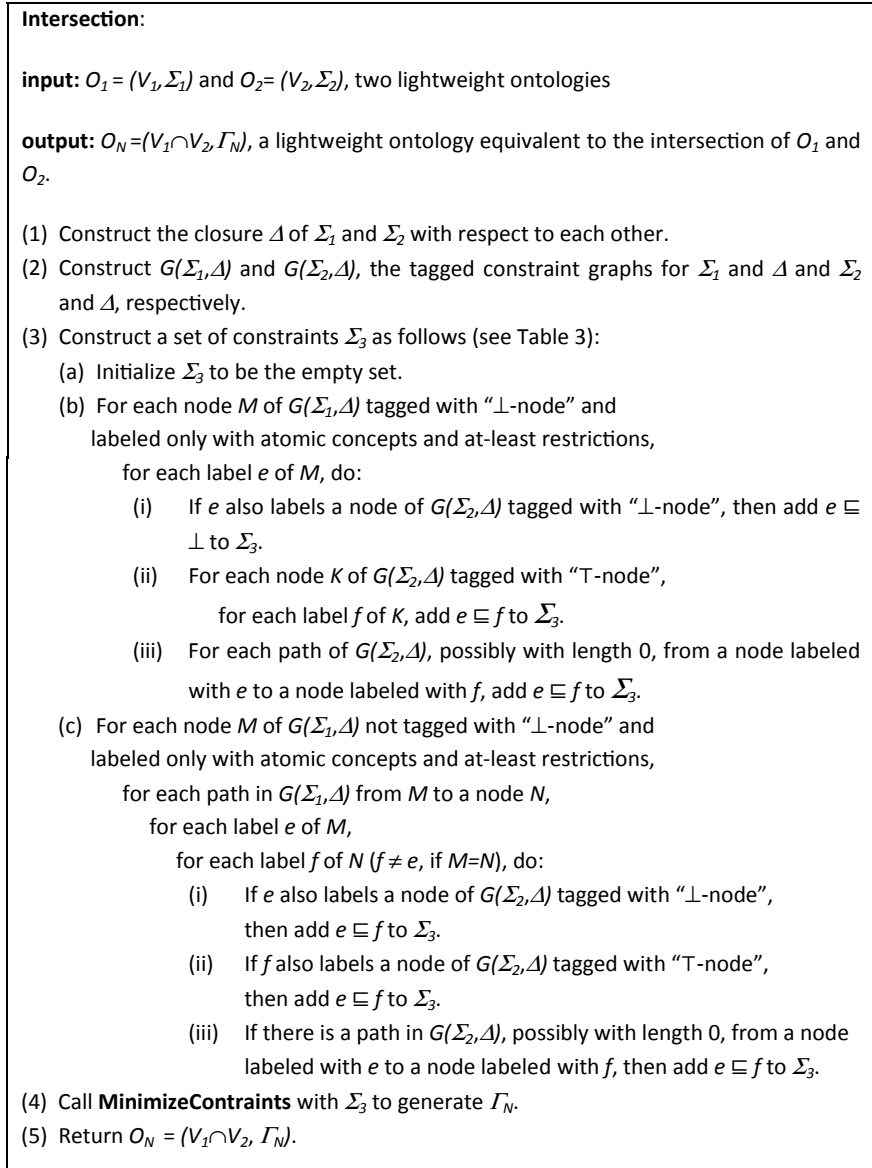 Intersection:
input: O1 = (V1,Σ1) and O2= (V2,Σ2), two lightweight ontologies
output: ON =(V1∩V2,ΓN), a lightweight ontology equivalent to the intersection of O1 and
O2.
(1) Construct the closure Δ of Σ1 and Σ2 with respect to each other.
(2) Construct G(Σ1,Δ) and G(Σ2,Δ), the tagged constraint graphs for Σ1 and Δ and Σ2
and Δ, respectively.
(3) Construct a set of constraints Σ3 as follows (see Table 3):
(a) Initialize Σ3 to be the empty set.
(b) For each node M of G(Σ1,Δ) tagged with “⊥-node” and
labeled only with atomic concepts and at-least restrictions,
for each label e of M, do:
(i) If e also labels a node of G(Σ2,Δ) tagged with “⊥-node”, then add e ⊑
⊥ to Σ3.
(ii) For each node K of G(Σ2,Δ) tagged with “⊤-node”,
for each label f of K, add e ⊑ f to Σ3.
(iii) For each path of G(Σ2,Δ), possibly with length 0, from a node labeled
with e to a node labeled with f, add e ⊑ f to Σ3.
(c) For each node M of G(Σ1,Δ) not tagged with “⊥-node” and
labeled only with atomic concepts and at-least restrictions,
for each path in G(Σ1,Δ) from M to a node N,
for each label e of M,
for each label f of N (f ≠ e, if M=N), do:
(i) If e also labels a node of G(Σ2,Δ) tagged with “⊥-node”,
then add e ⊑ f to Σ3.
(ii) If f also labels a node of G(Σ2,Δ) tagged with “⊤-node”,
then add e ⊑ f to Σ3.
(iii) If there is a path in G(Σ2,Δ), possibly with length 0, from a node
labeled with e to a node labeled with f, then add e ⊑ f to Σ3.
(4) Call MinimizeContraints with Σ3 to generate ΓN.
(5) Return ON = (V1∩V2, ΓN).